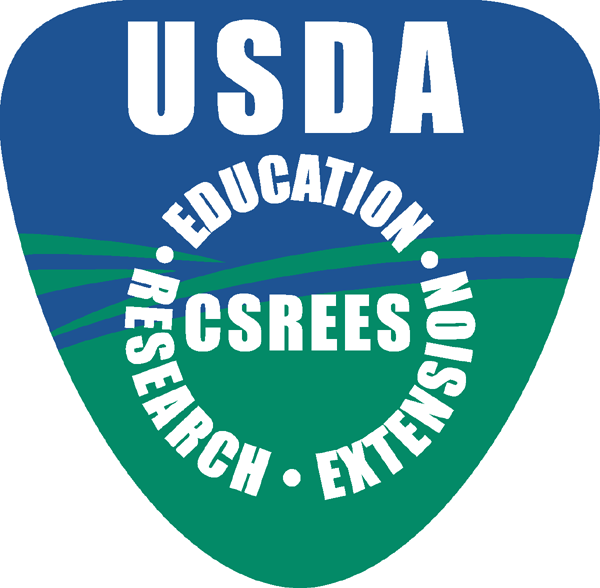 USDA
EDUCATION
CSREES
RESEARCH • EXTENSION